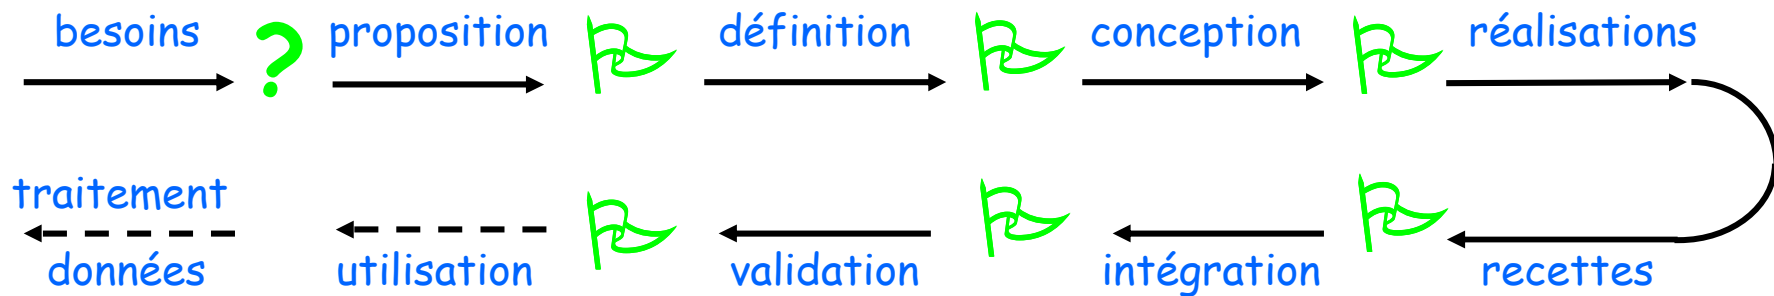 besoins ? proposition définition conception réalisations
traitement
données utilisation validation intégration recettes